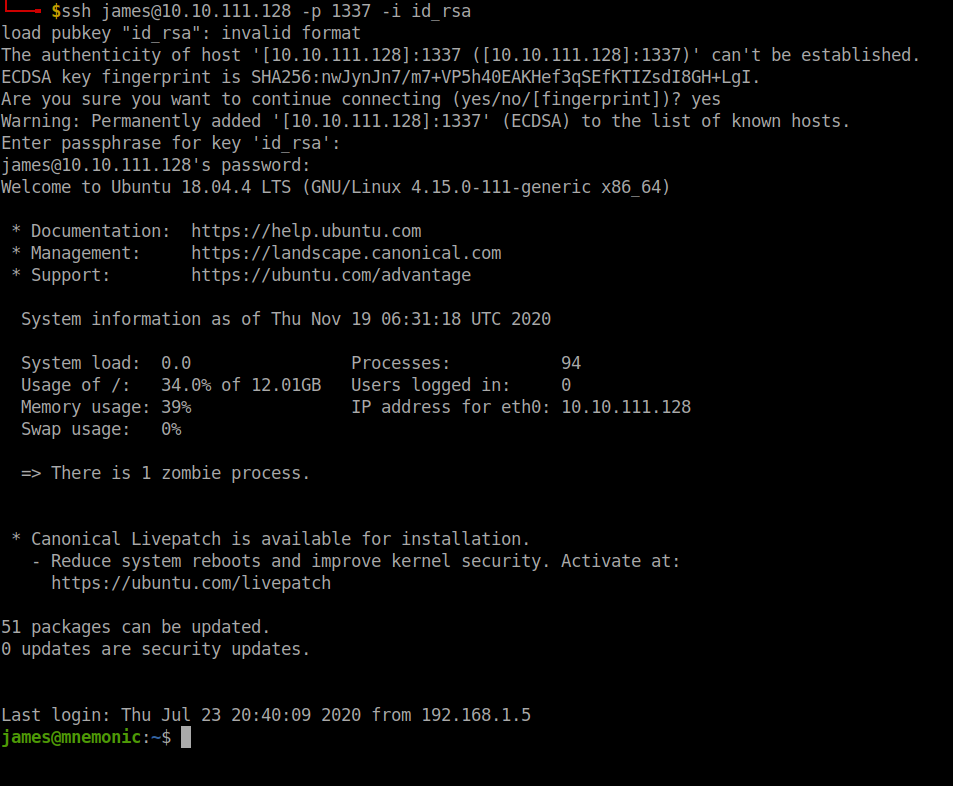 $ssh james@10.10.111.128 -p 1337 -i id_rsa
load pubkey "id_rsa": invalid format
The authenticity of host '[10.10.111.128]:1337 ([10.10.111.128]:1337)' can't be established.
ECDSA key fingerprint is SHA256:nwJynJn7/m7+VP5h40EAKHef3qSEfKTIZsdI8GH+LgI.
Are you sure you want to continue connecting (yes/no/[fingerprint])? yes
Warning: Permanently added '[10.10.111.128]:1337' (ECDSA) to the list of known hosts.
Enter passphrase for key 'id_rsa':
james@10.10.111.128's password:
Welcome to Ubuntu 18.04.4 LTS (GNU/Linux 4.15.0-111-generic x86_64)
* Documentation:  https://help.ubuntu.com
* Management:     https://landscape.canonical.com
* Support:        https://ubuntu.com/advantage
System information as of Thu Nov 19 06:31:18 UTC 2020
System load:  0.0                Processes:           94
Usage of /:   34.0% of 12.01GB   Users logged in:     0
Memory usage: 39%                IP address for eth0: 10.10.111.128
Swap usage:   0%
=> There is 1 zombie process.
* Canonical Livepatch is available for installation.
- Reduce system reboots and improve kernel security. Activate at:
https://ubuntu.com/livepatch
51 packages can be updated.
0 updates are security updates.
Last login: Thu Jul 23 20:40:09 2020 from 192.168.1.5
james@mnemonic:~$